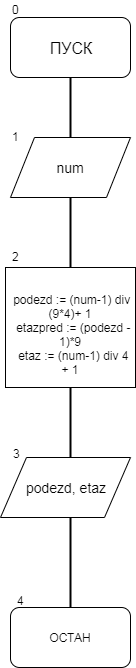 0
ПУСК
1
num
2
podezd := (num-1) div
(9*4)+ 1
etazpred := (podezd -
1)*9
etaz := (num-1) div 4
+ 1
3
podezd, etaz
4
ОСТАН